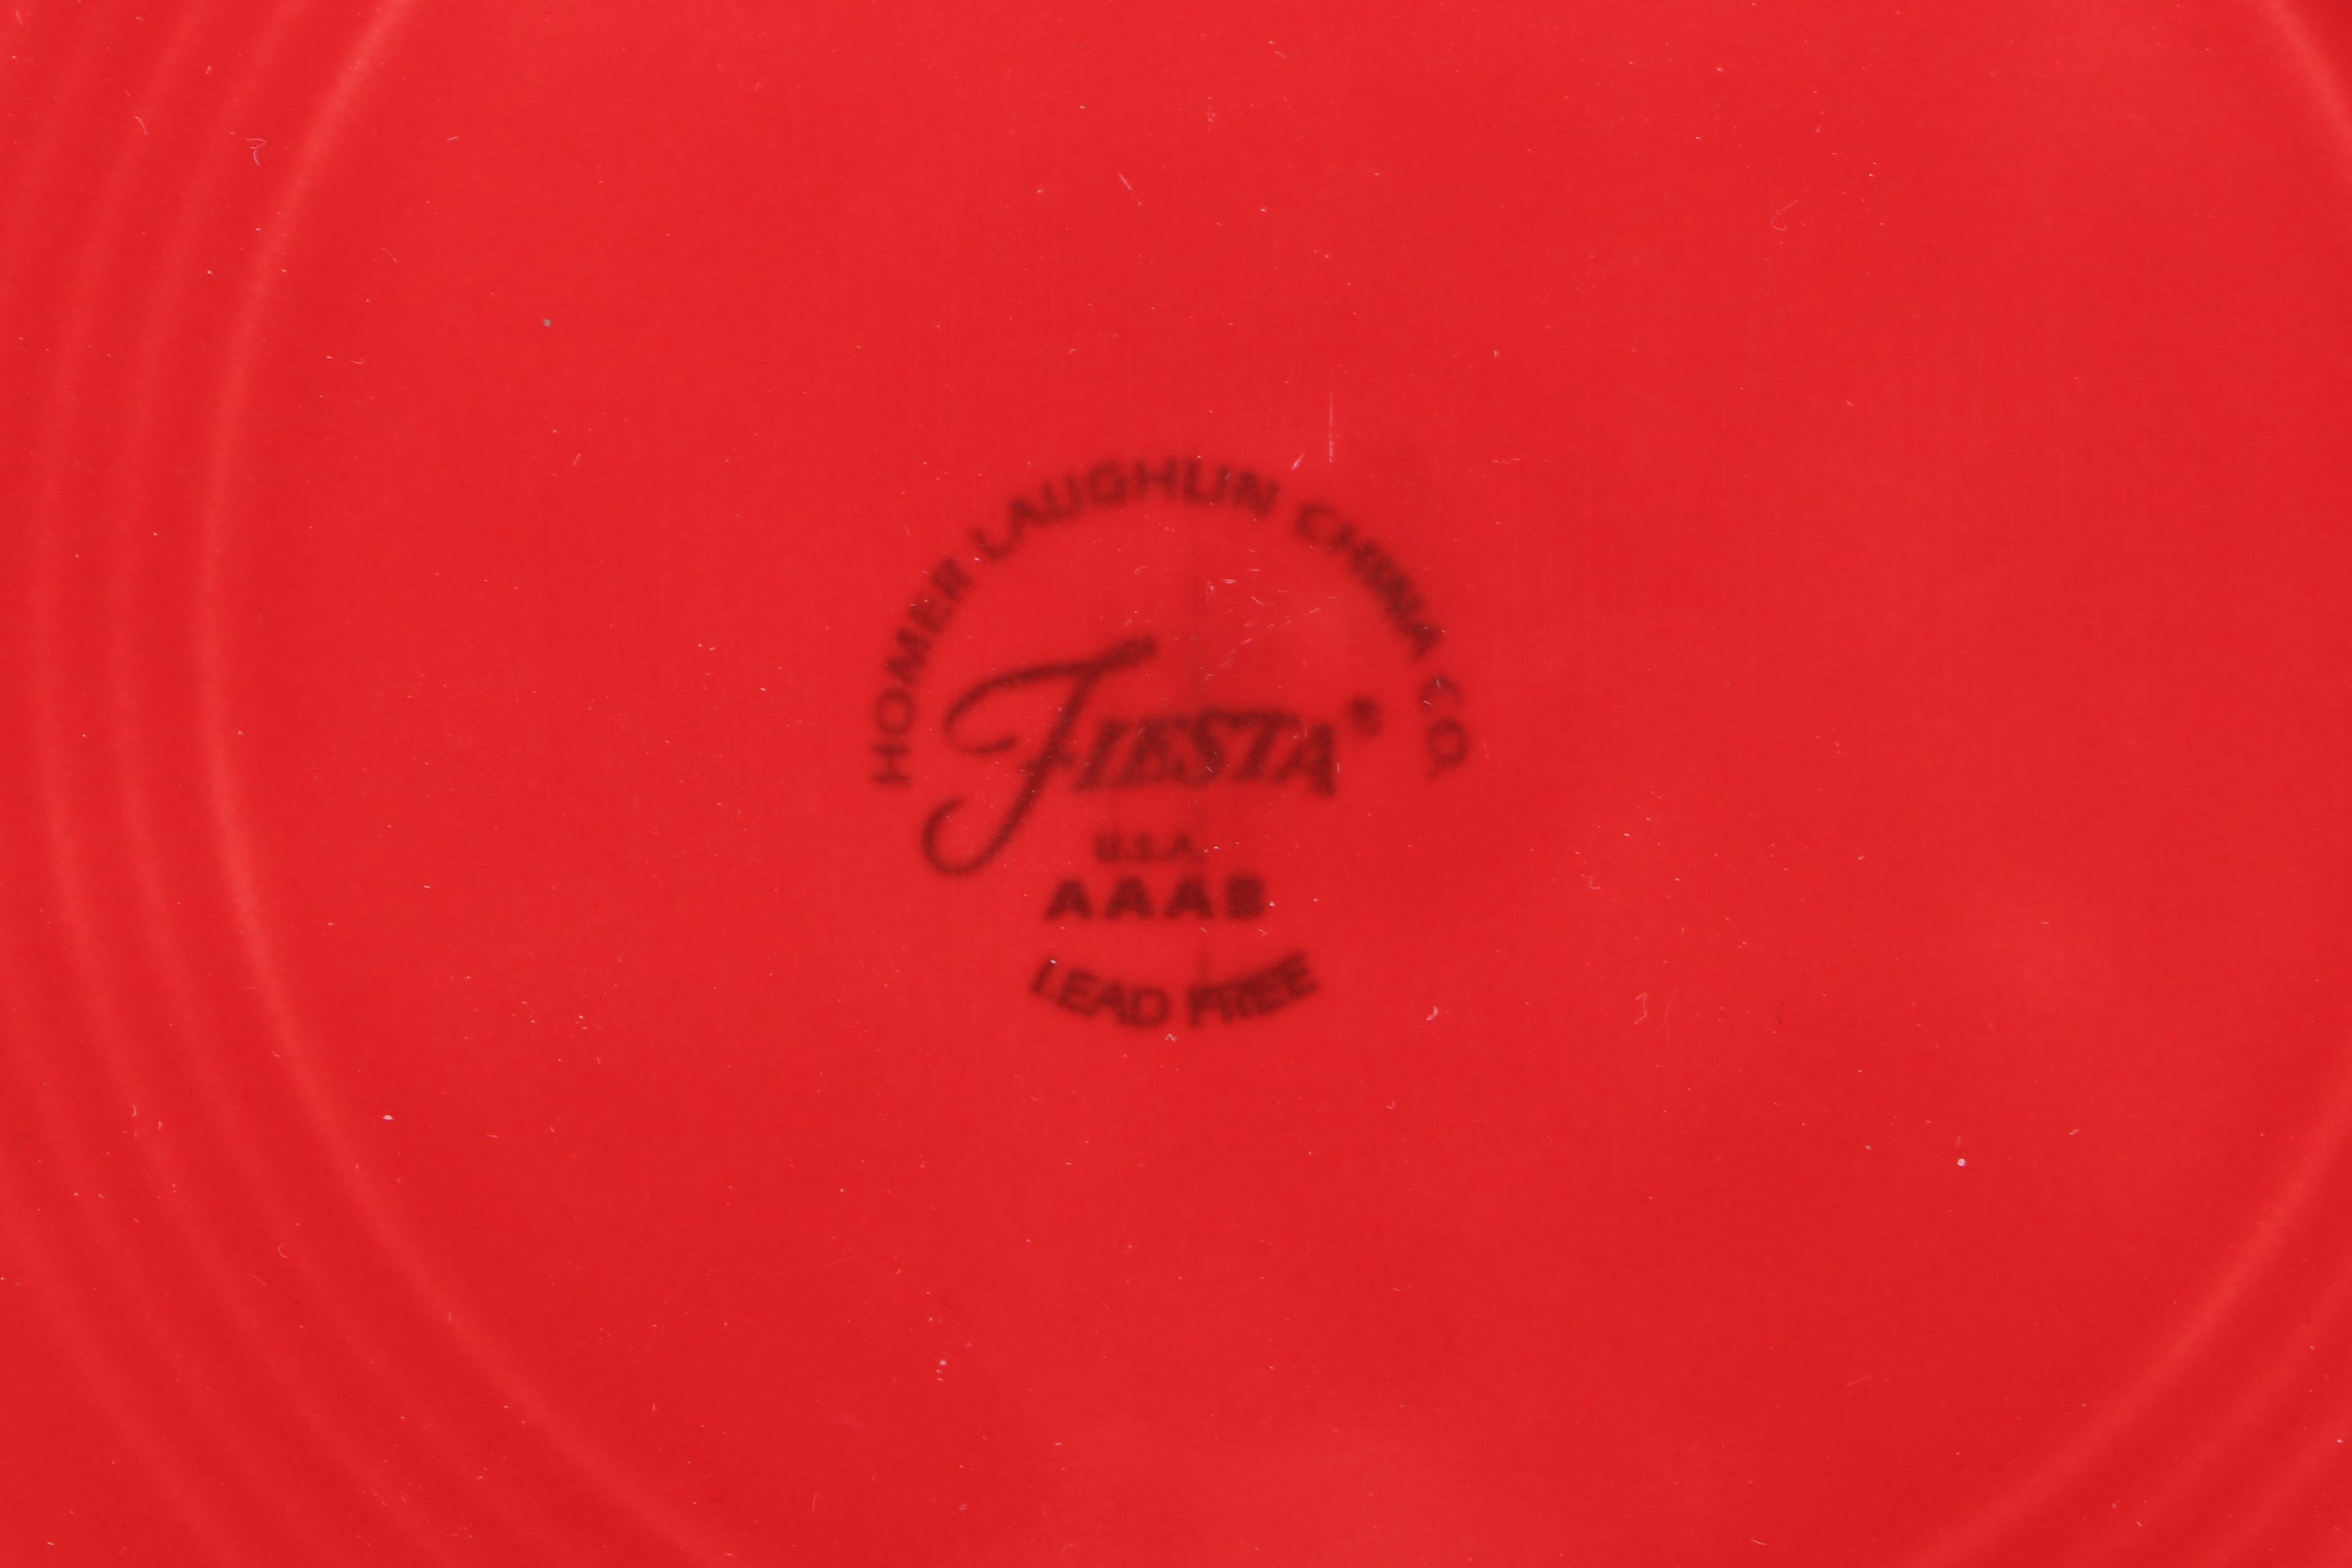 HOMER LAUGHLIN CHINA CO.
FIESTA®
U.S.A.
AAAB
LEAD FREE